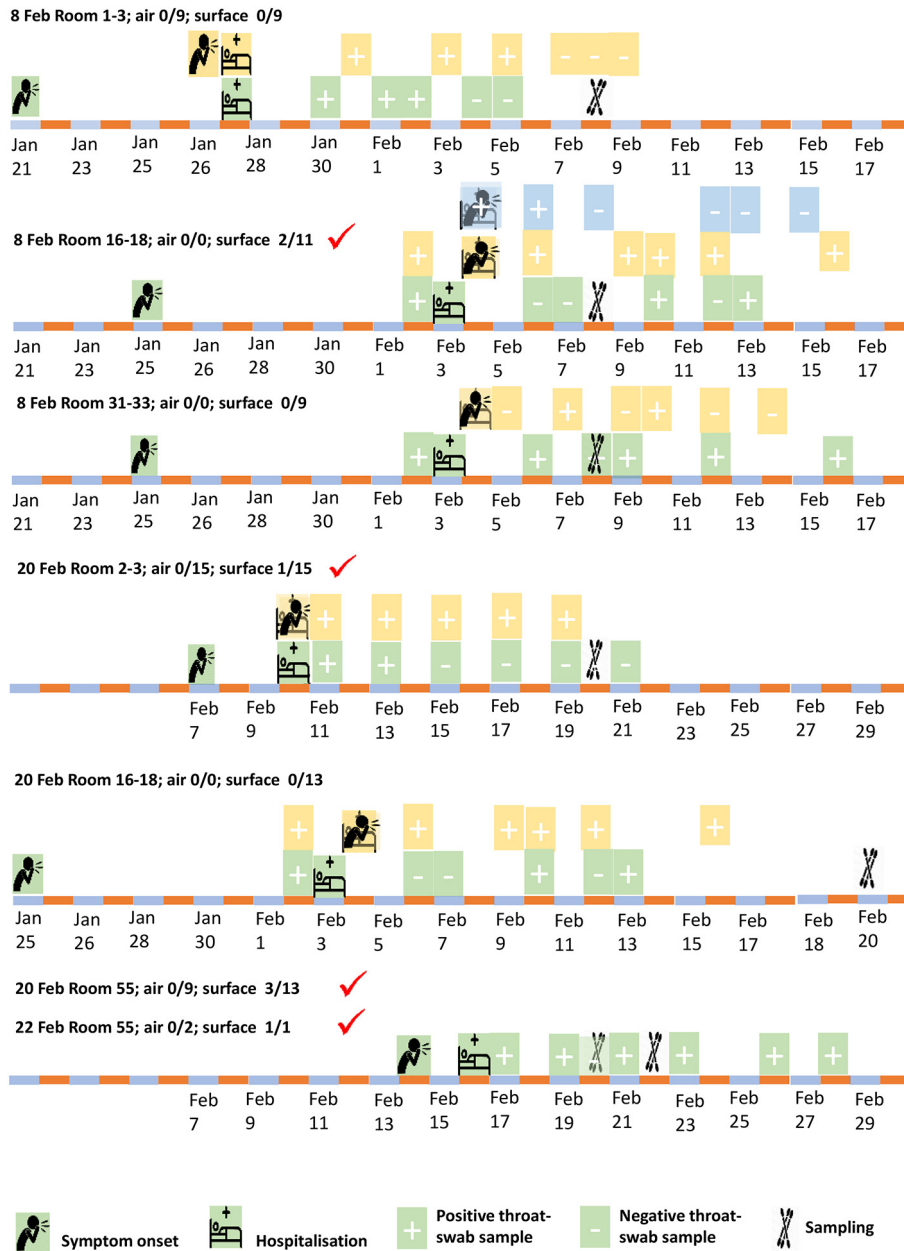 8 Feb Room 1-3; air 0/9; surface 0/9
+ + + - - -
+ + + - -
Jan Jan Jan Jan Jan Jan Feb Feb Feb Feb Feb Feb Feb Feb Feb
21 23 25 26 28 30 1 3 5 7 9 11 13 15 17
+ + - - - -
8 Feb Room 16-18; air 0/0; surface 2/11
+ + + + + +
+ - - + - +
Jan Jan Jan Jan Jan Jan Feb Feb Feb Feb Feb Feb Feb Feb Feb
21 23 25 26 28 30 1 3 5 7 9 11 13 15 17
8 Feb Room 31-33; air 0/0; surface 0/9
- + - + - -
+ + + + + +
Jan Jan Jan Jan Jan Jan Feb Feb Feb Feb Feb Feb Feb Feb Feb
21 23 25 26 28 30 1 3 5 7 9 11 13 15 17
20 Feb Room 2-3; air 0/15; surface 1/15
+ + + + +
+ + - - - -
Feb Feb Feb Feb Feb Feb Feb Feb Feb Feb Feb Feb
7 9 11 13 15 17 19 21 23 25 27 29
20 Feb Room 16-18; air 0/0; surface 0/13
+ + + + + +
+ - - + - +
Jan Jan Jan Jan Feb Feb Feb Feb Feb Feb Feb Feb Feb Feb Feb
25 26 28 30 1 3 5 7 9 11 13 15 17 18 20
20 Feb Room 55; air 0/9; surface 3/13
22 Feb Room 55; air 0/2; surface 1/1
+ + + + + +
Feb Feb Feb Feb Feb Feb Feb Feb Feb Feb Feb Feb
7 9 11 13 15 17 19 21 23 25 27 29
Symptom onset
Hospitalisation
+ Positive throat-
swab sample
- Negative throat-
swab sample
Sampling